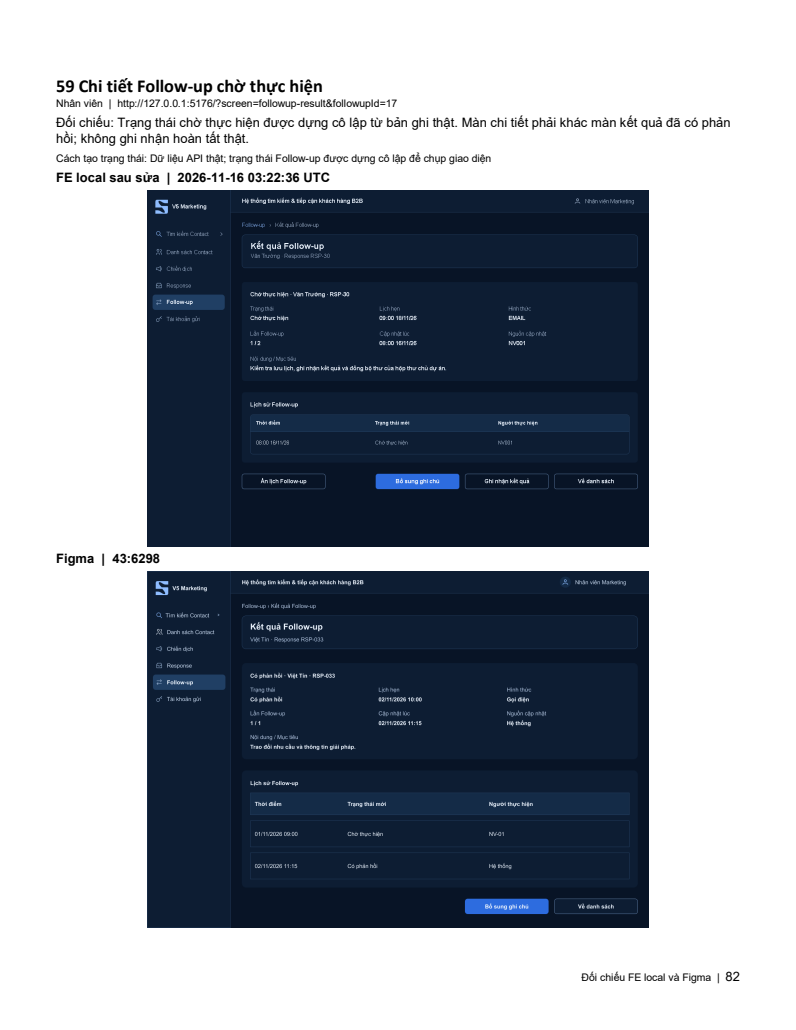 59 Chi tiết Follow-up chờ thực hiện
Nhân viên | http://127.0.0.1:5176/?screen=followup-result&followupId=17
Đối chiếu: Trạng thái chờ thực hiện được dựng cô lập từ bản ghi thật. Màn chi tiết phải khác màn kết quả đã có phản
hồi; không ghi nhận hoàn tất thật.
Cách tạo trạng thái: Dữ liệu API thật; trạng thái Follow-up được dựng cô lập để chụp giao diện
FE local sau sửa | 2026-11-16 03:22:36 UTC
VS Marketing
Hệ thống tìm kiếm & tiếp cận khách hàng B2B
Nhân viên Marketing
Tìm kiếm Contact ›
Danh sách Contact
Chiến dịch
Response
Follow-up
Tài khoản gửi
Follow-up › Kết quả Follow-up
Kết quả Follow-up
Văn Trường · Response RSP-30
Chờ thực hiện · Văn Trường · RSP-30
Trạng thái Lịch hẹn Hình thức
Chờ thực hiện 09:00 18/11/26 EMAIL
Lần Follow-up Cập nhật lúc Nguồn cập nhật
1 / 2 08:00 16/11/26 NV001
Nội dung / Mục tiêu
Kiểm tra lưu lịch, ghi nhận kết quả và đồng bộ thư của hộp thư chủ dự án.
Lịch sử Follow-up
Thời điểm Trạng thái mới Người thực hiện
08:00 16/11/26 Chờ thực hiện NV001
Ẩn lịch Follow-up Bổ sung ghi chú Ghi nhận kết quả Về danh sách
Figma | 43:6298
VS Marketing
Hệ thống tìm kiếm & tiếp cận khách hàng B2B
Nhân viên Marketing
Tìm kiếm Contact
Danh sách Contact
Chiến dịch
Response
Follow-up
Tài khoản gửi
Follow-up › Kết quả Follow-up
Kết quả Follow-up
Việt Tín · Response RSP-033
Có phản hồi · Việt Tín · RSP-033
Trạng thái Lịch hẹn Hình thức
Có phản hồi 02/11/2026 10:00 Gọi điện
Lần Follow-up Cập nhật lúc Nguồn cập nhật
1 / 1 02/11/2026 11:15 Hệ thống
Nội dung / Mục tiêu
Trao đổi nhu cầu và thông tin giải pháp.
Lịch sử Follow-up
Thời điểm Trạng thái mới Người thực hiện
01/11/2026 09:00 Chờ thực hiện NV-01
02/11/2026 11:15 Có phản hồi Hệ thống
Bổ sung ghi chú Về danh sách
Đối chiếu FE local và Figma | 82